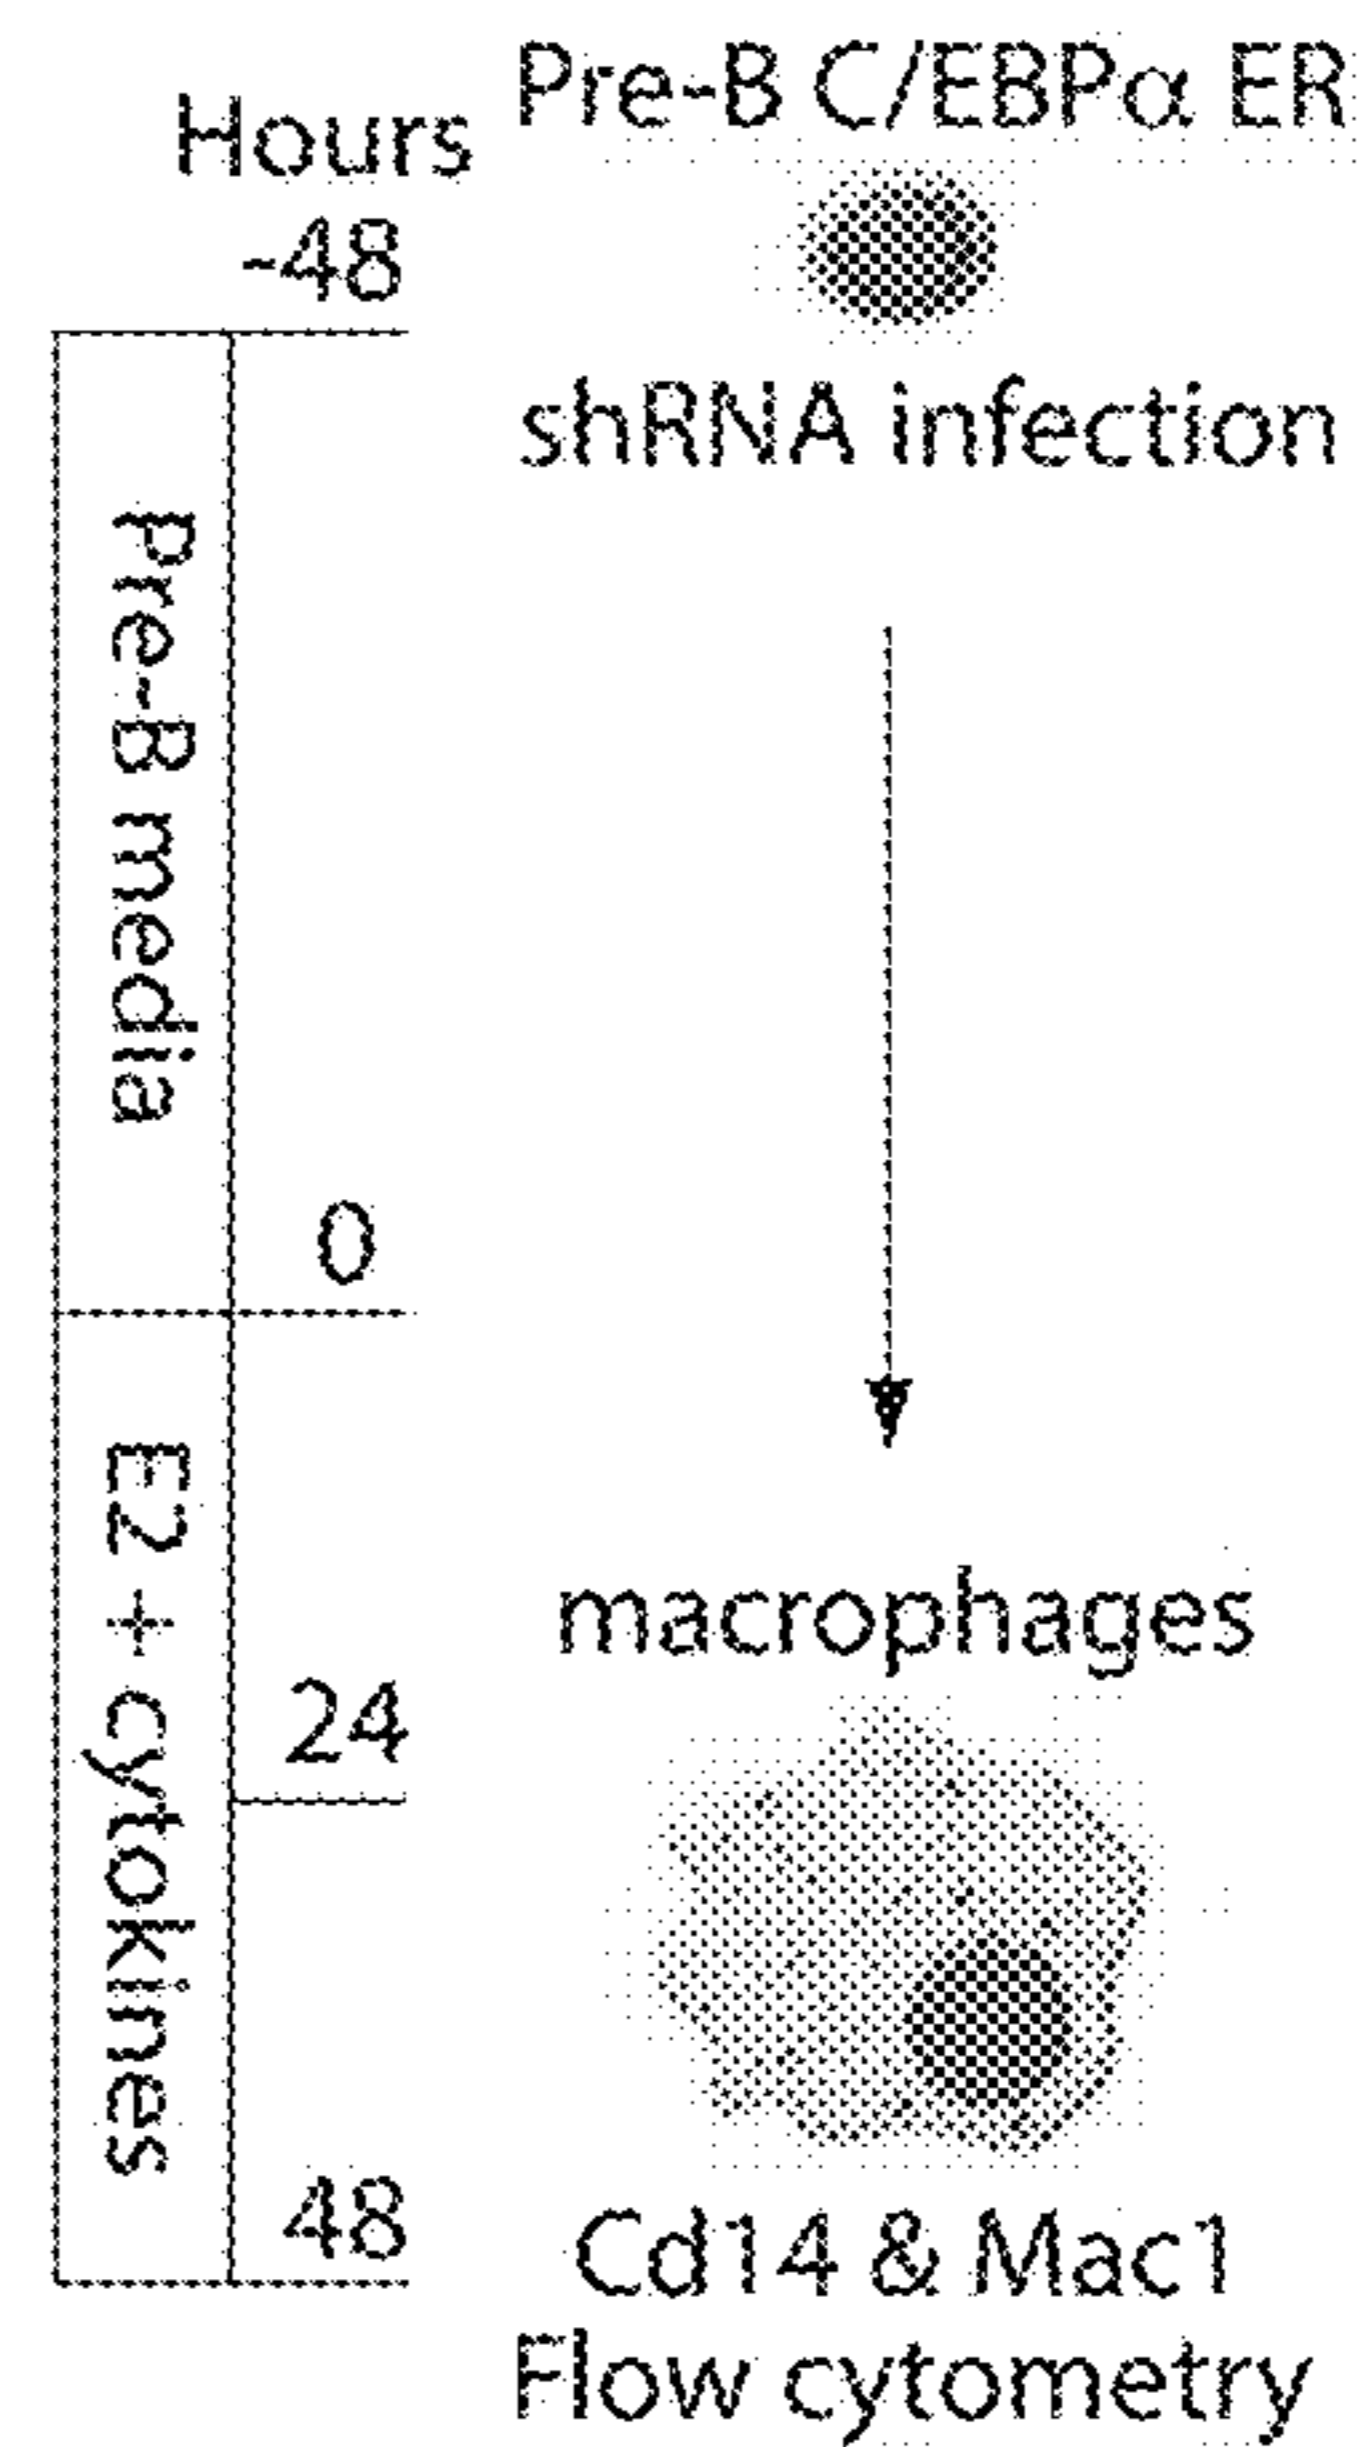 Pre-B C/EBPα ER
Hours
-48
shRNA infection
Pre-B media
0
E2 + cytokines
macrophages
24
48
Cd14 & Mac1
Flow cytometry